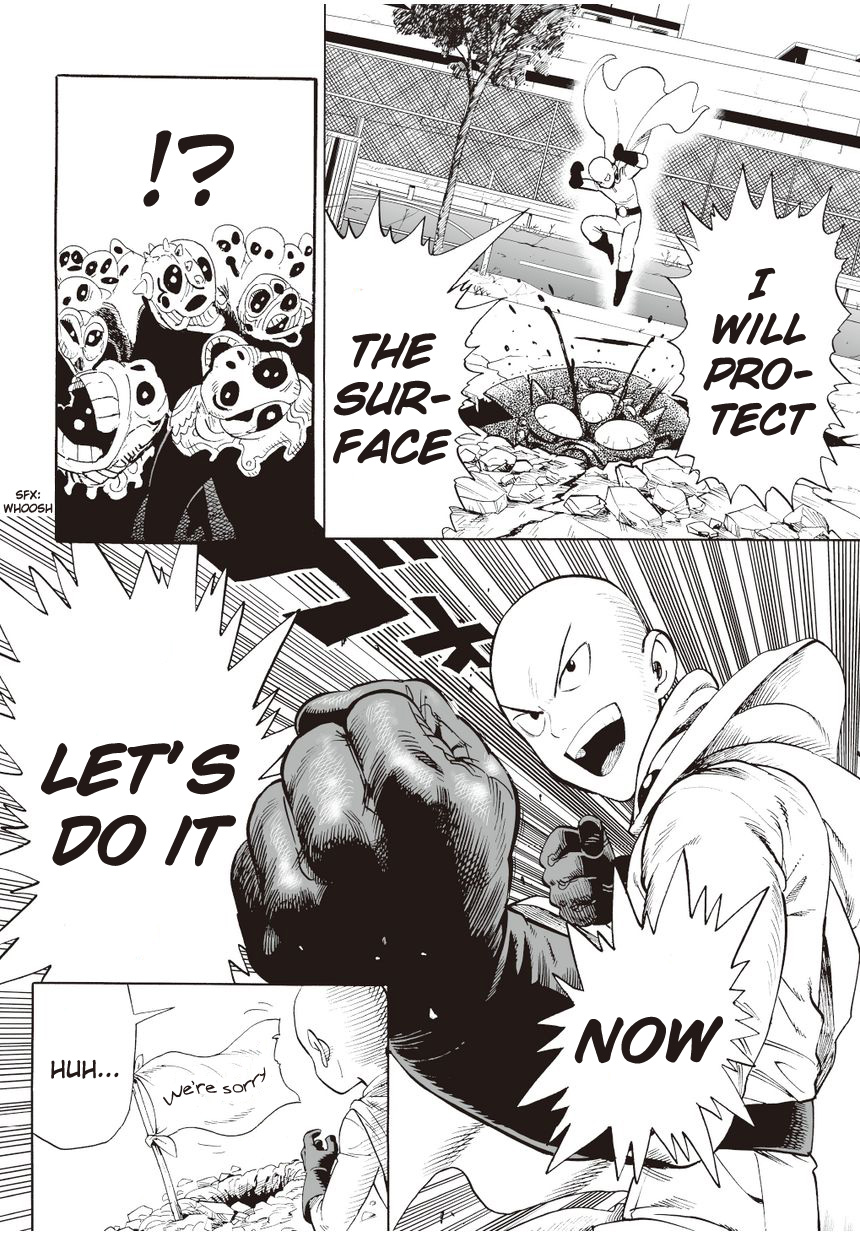 I
WILL
PRO-
TECT
THE
SUR-
FACE
!?
SFX:
WHOOSH
LET'S
DO IT
NOW
HUH...
We're sorry